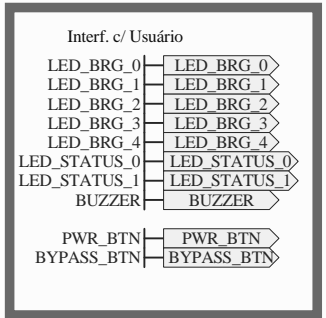 Interf. c/ Usuário
LED_BRG_0 LED_BRG_0
LED_BRG_1 LED_BRG_1
LED_BRG_2 LED_BRG_2
LED_BRG_3 LED_BRG_3
LED_BRG_4 LED_BRG_4
LED_STATUS_0 LED_STATUS_0
LED_STATUS_1 LED_STATUS_1
BUZZER BUZZER
PWR_BTN PWR_BTN
BYPASS_BTN BYPASS_BTN